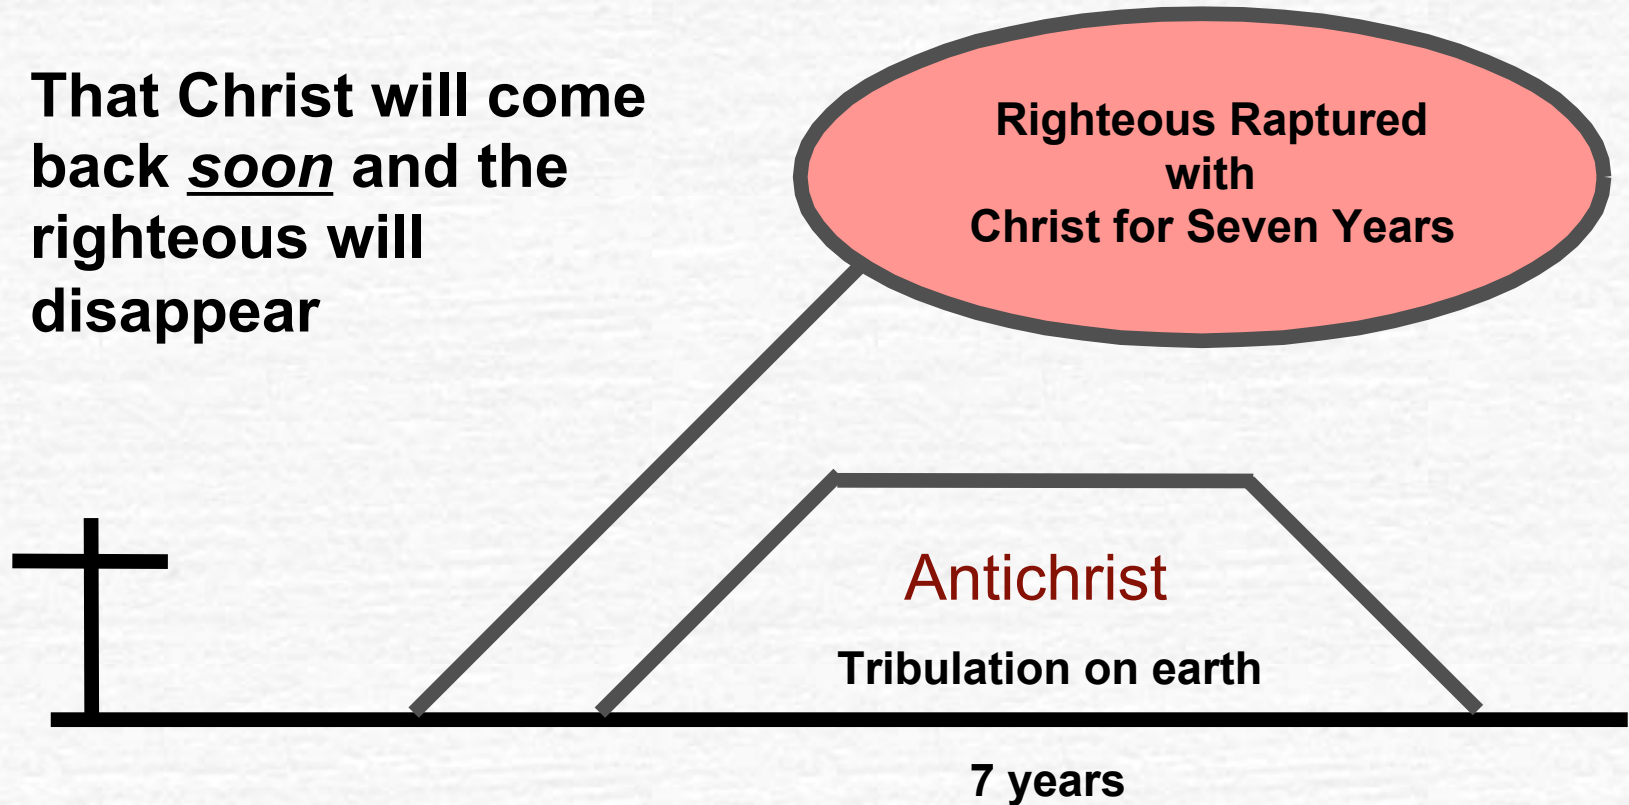 That Christ will come
back soon and the
righteous will
disappear
Righteous Raptured
with
Christ for Seven Years
Antichrist
Tribulation on earth
7 years